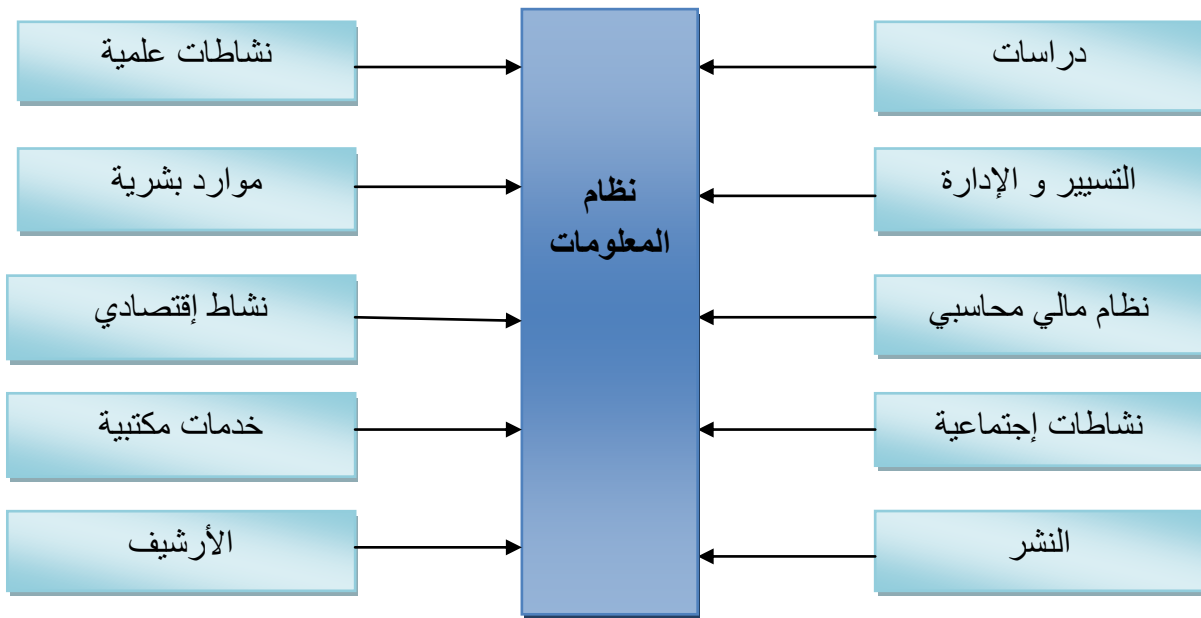 دراسات
نشاطات علمية
التسيير و الإدارة
نظام
المعلومات
موارد بشرية
نظام مالي محاسبي
نشاط إقتصادي
نشاطات إجتماعية
خدمات مكتبية
النشر
الأرشيف